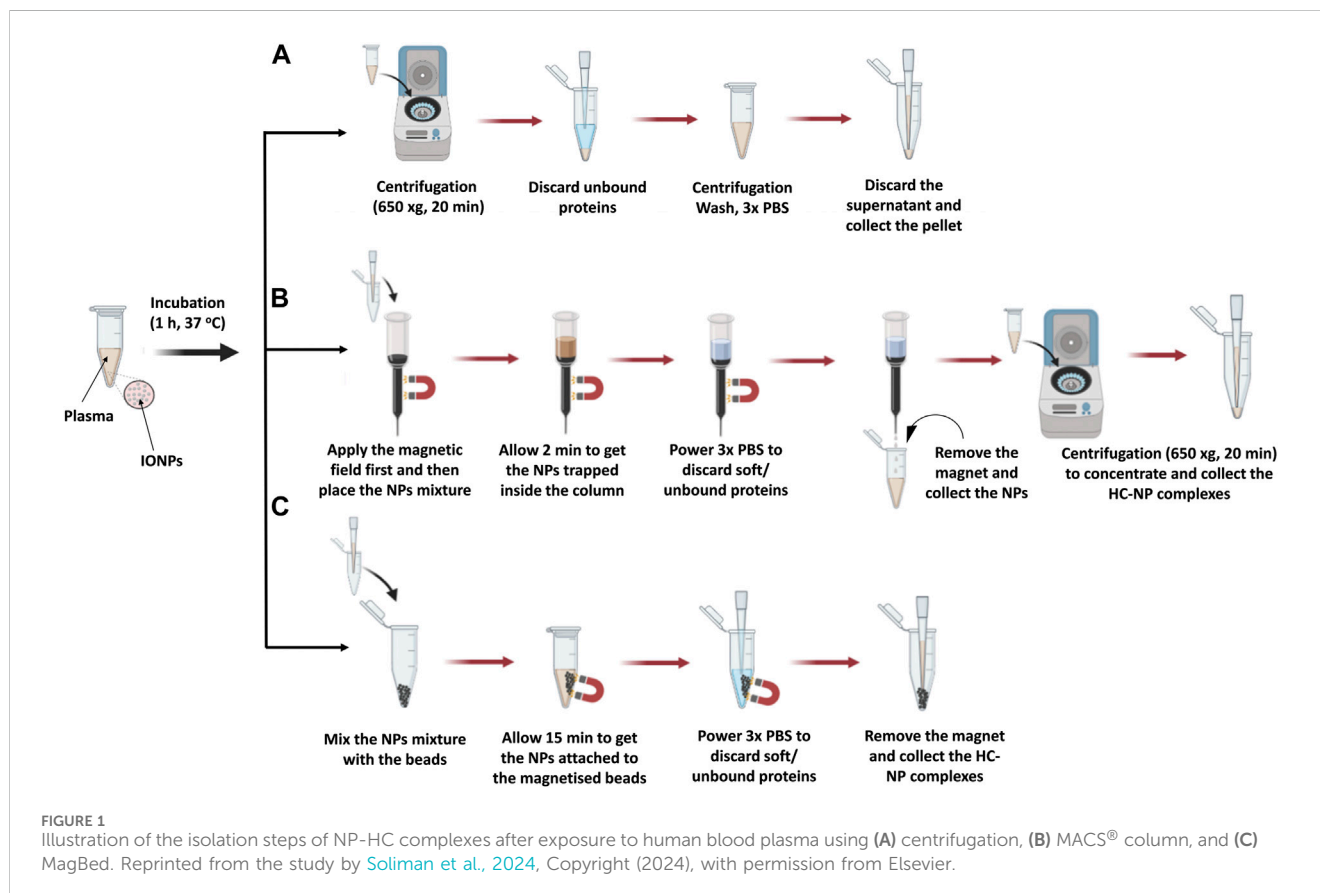 A
Centrifugation
(650 xg, 20 min)
Discard unbound
proteins
Centrifugation
Wash, 3x PBS
Discard the
supernatant and
collect the pellet
Incubation
(1 h, 37 ºC)
Plasma
IONPs
B
Apply the magnetic
field first and then
place the NPs mixture
Allow 2 min to get
the NPs trapped
inside the column
Power 3x PBS to
discard soft/
unbound proteins
Remove the
magnet and
collect the NPs
Centrifugation (650 xg, 20 min)
to concentrate and collect the
HC-NP complexes
C
Mix the NPs mixture
with the beads
Allow 15 min to get
the NPs attached to
the magnetised beads
Power 3x PBS to
discard soft/
unbound proteins
Remove the magnet
and collect the HC-
NP complexes
FIGURE 1
Illustration of the isolation steps of NP-HC complexes after exposure to human blood plasma using (A) centrifugation, (B) MACS® column, and (C)
MagBed. Reprinted from the study by Soliman et al., 2024, Copyright (2024), with permission from Elsevier.